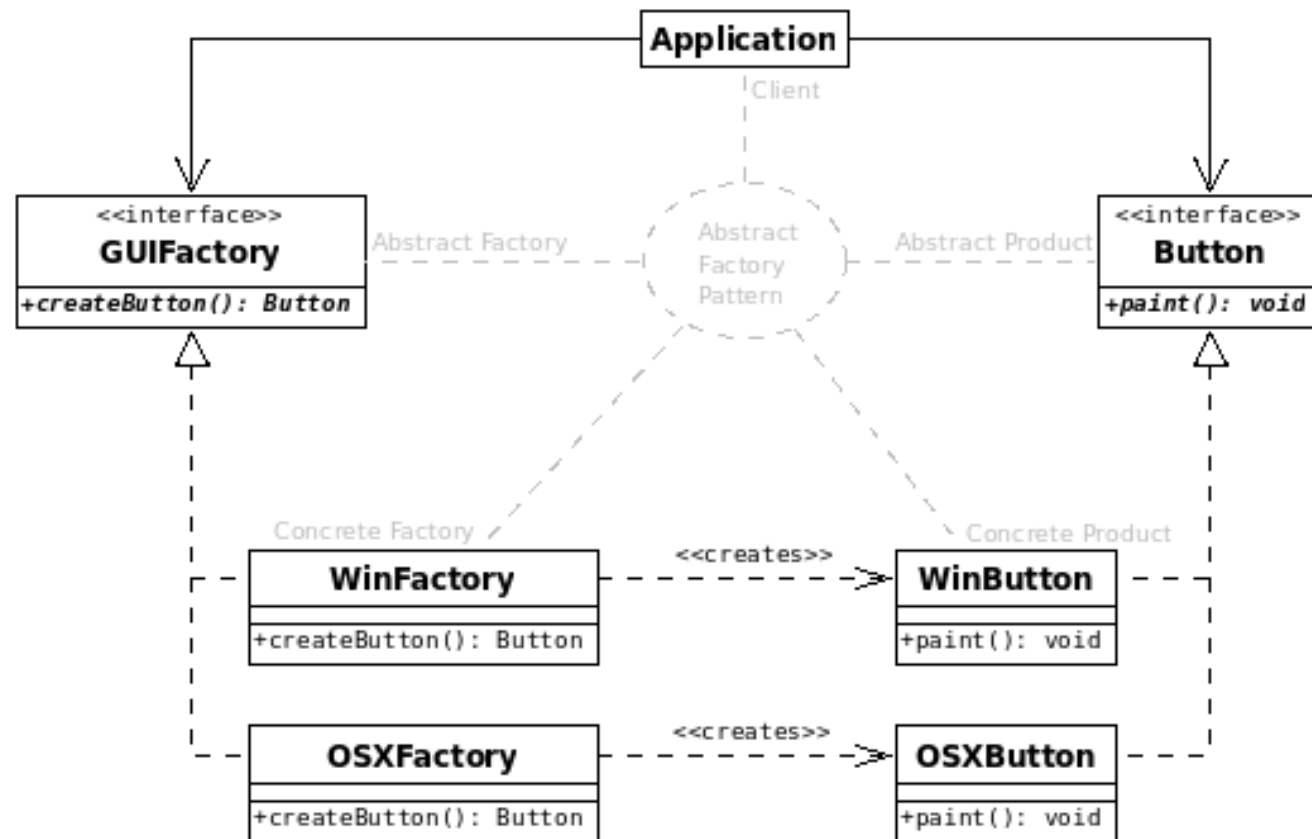 Application
Client
<<interface>>
GUIFactory
+createButton(): Button
Abstract Factory
Abstract
Factory
Pattern
Abstract Product
<<interface>>
Button
+paint(): void
Concrete Factory
WinFactory
+createButton(): Button
<<creates>>
Concrete Product
WinButton
+paint(): void
OSXFactory
+createButton(): Button
<<creates>>
OSXButton
+paint(): void